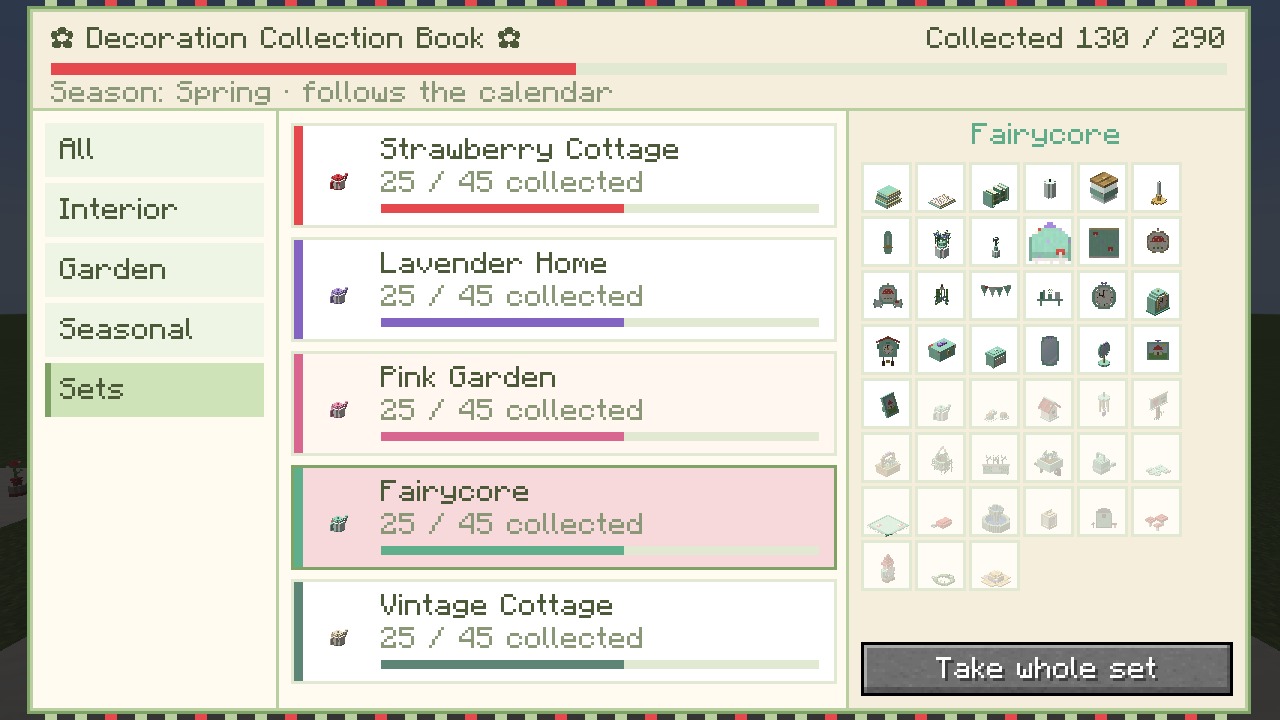 ✿ Decoration Collection Book ✿
Collected 130 / 290
Season: Spring · follows the calendar
All
Interior
Garden
Seasonal
Sets
Strawberry Cottage
25 / 45 collected
Lavender Home
25 / 45 collected
Pink Garden
25 / 45 collected
Fairycore
25 / 45 collected
Vintage Cottage
25 / 45 collected
Fairycore
Take whole set